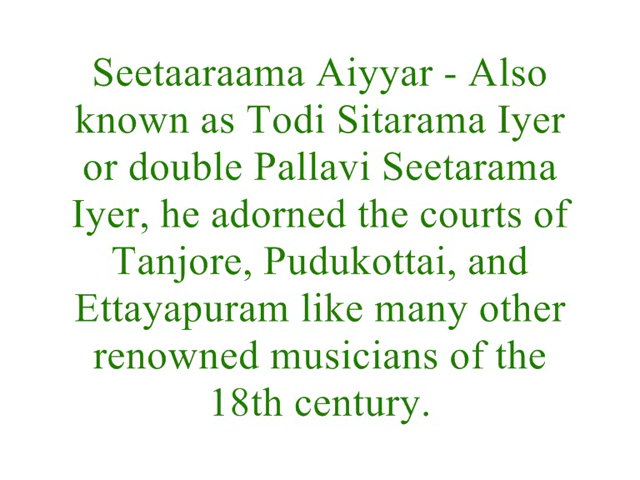 Seetaaraama Aiyyar - Also
known as Todi Sitarama Iyer
or double Pallavi Seetarama
Iyer, he adorned the courts of
Tanjore, Pudukottai, and
Ettayapuram like many other
renowned musicians of the
18th century.